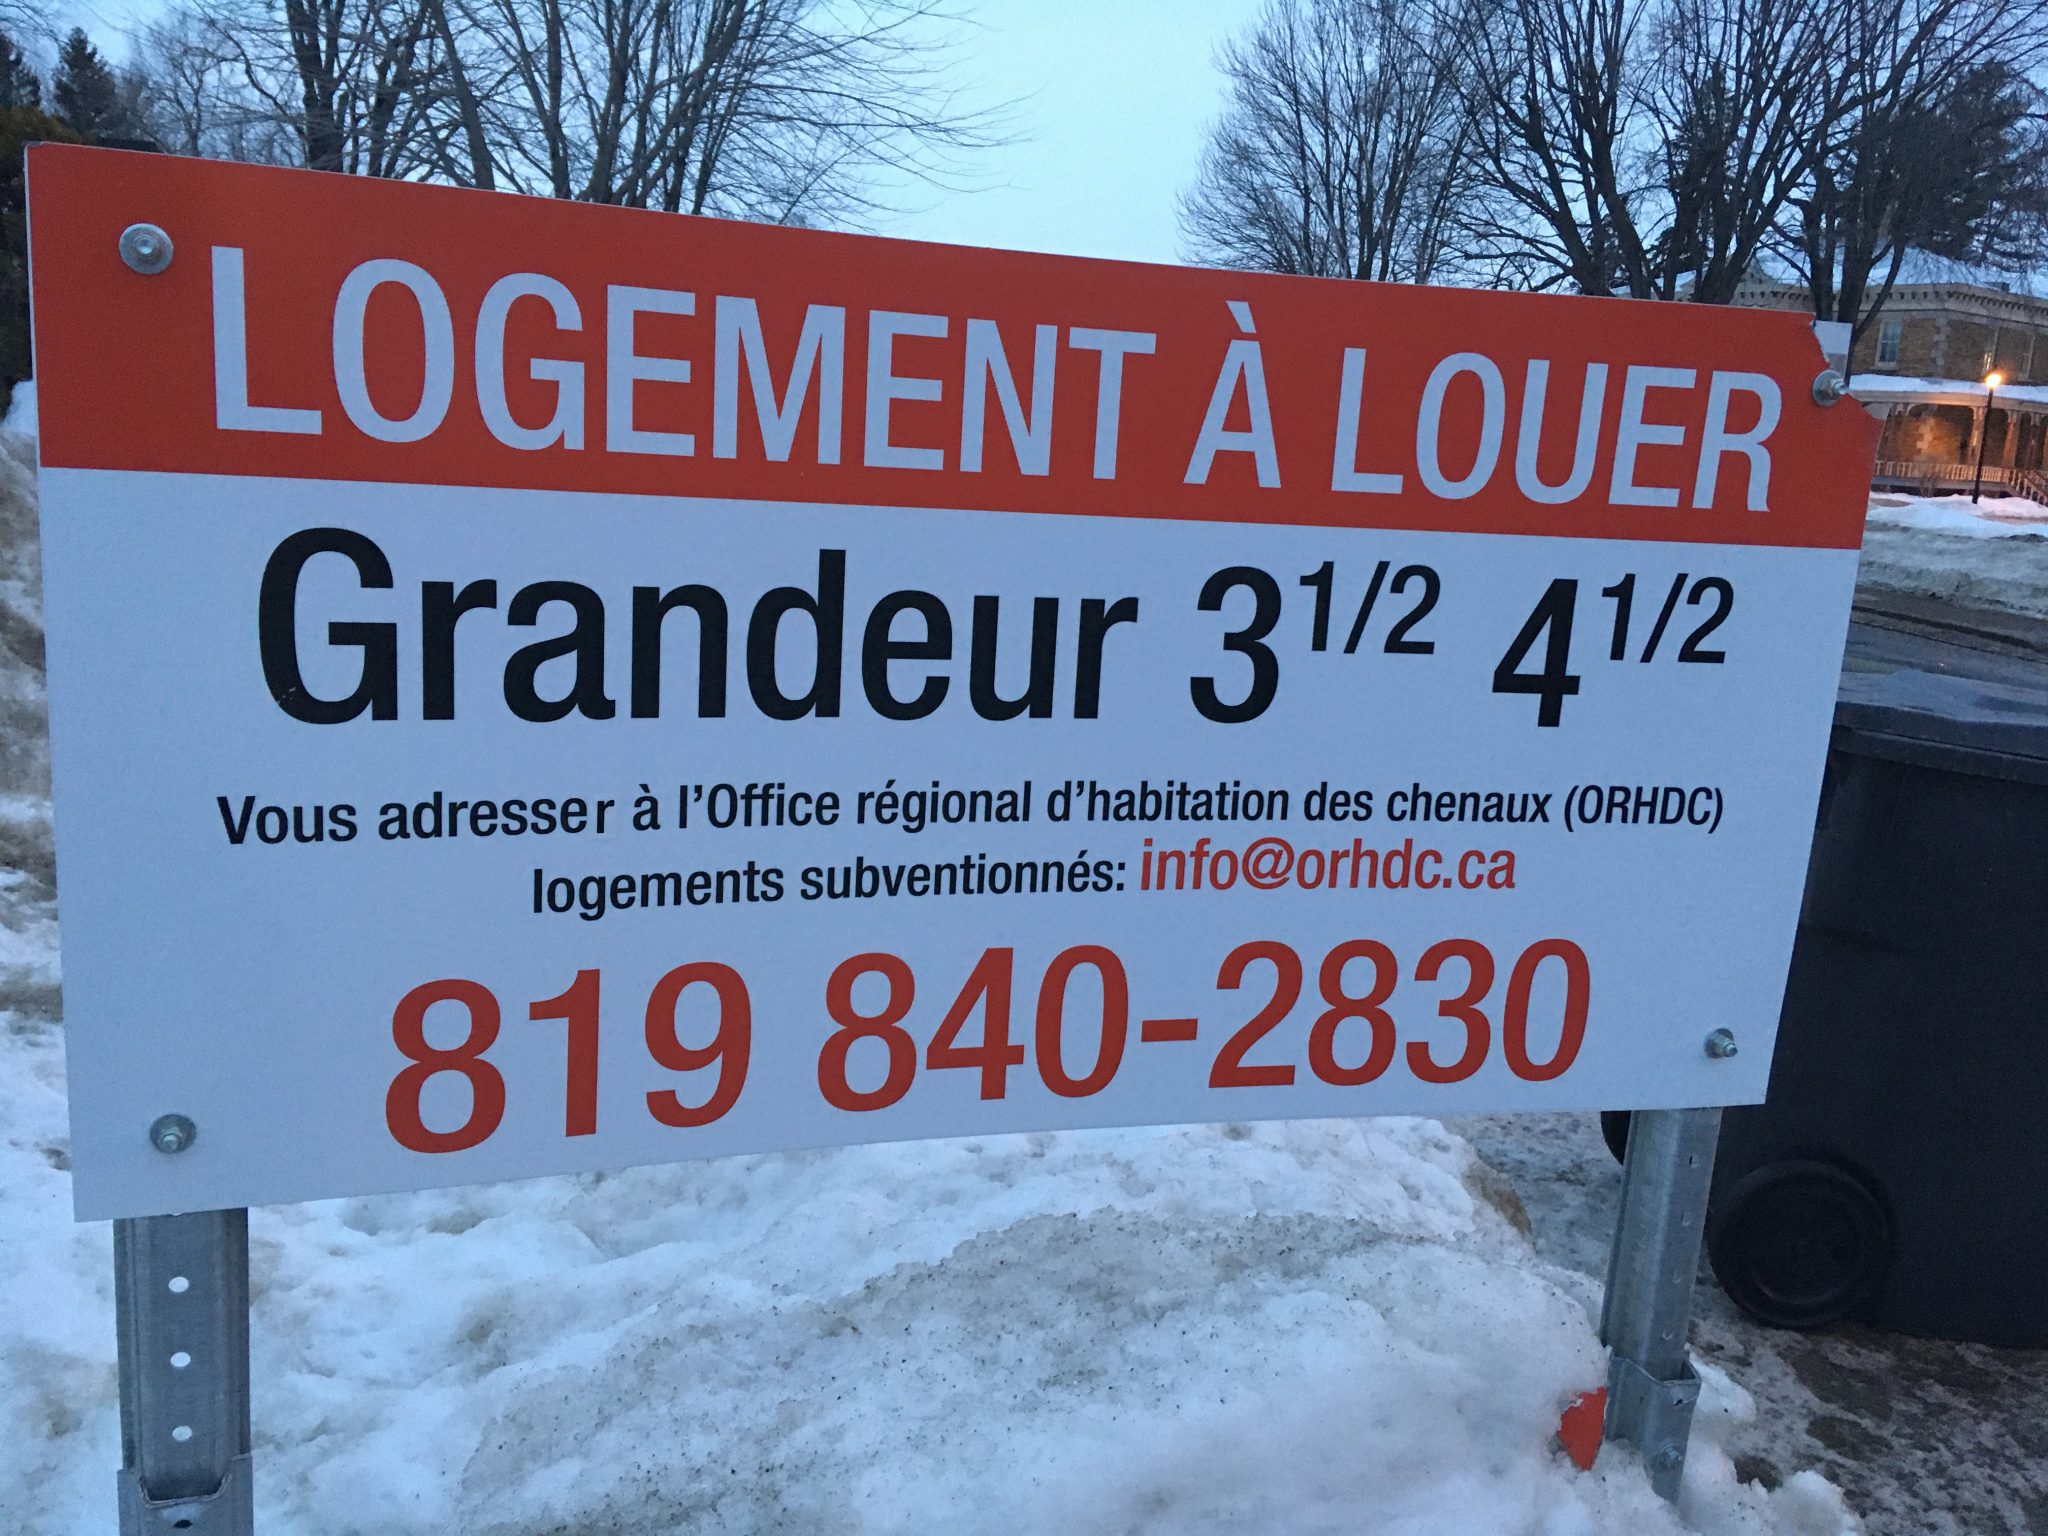 LOGEMENT À LOUER
Grandeur 3 1/2 4 1/2
Vous adresser à l'Office régional d'habitation des chenaux (ORHDC)
logements subventionnés: info@orhdc.ca
819 840-2830